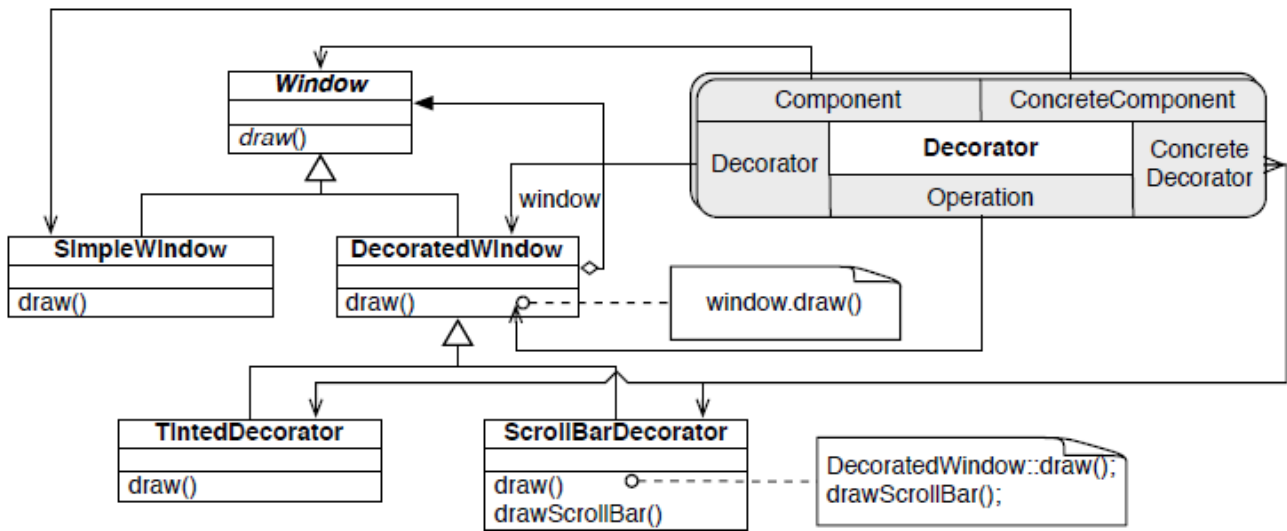 Window
draw()
Component
ConcreteComponent
Decorator
Decorator
Concrete
Decorator
Operation
window
SimpleWindow
draw()
DecoratedWindow
draw()
window.draw()
TintedDecorator
draw()
ScrollBarDecorator
draw()
drawScrollBar()
DecoratedWindow::draw();
drawScrollBar();